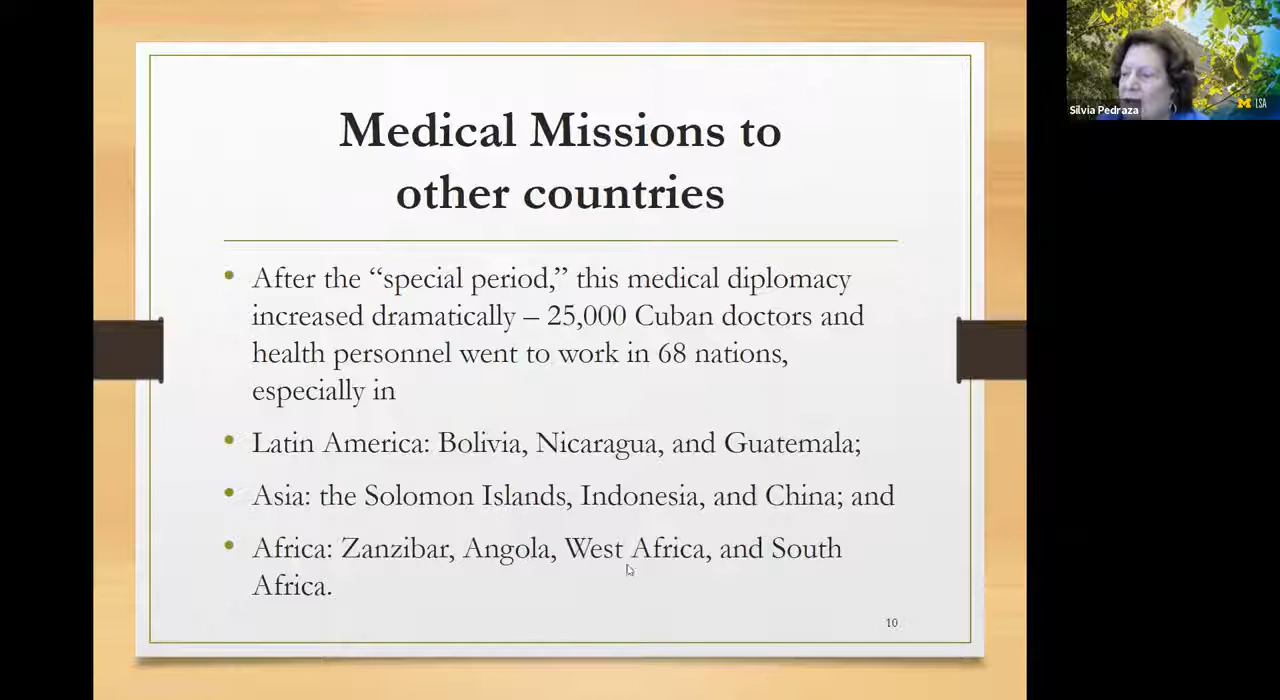 Medical Missions to
other countries
After the “special period,” this medical diplomacy
increased dramatically – 25,000 Cuban doctors and
health personnel went to work in 68 nations,
especially in
Latin America: Bolivia, Nicaragua, and Guatemala;
Asia: the Solomon Islands, Indonesia, and China; and
Africa: Zanzibar, Angola, West Africa, and South
Africa.
10
Silvia Pedraza
M LSA